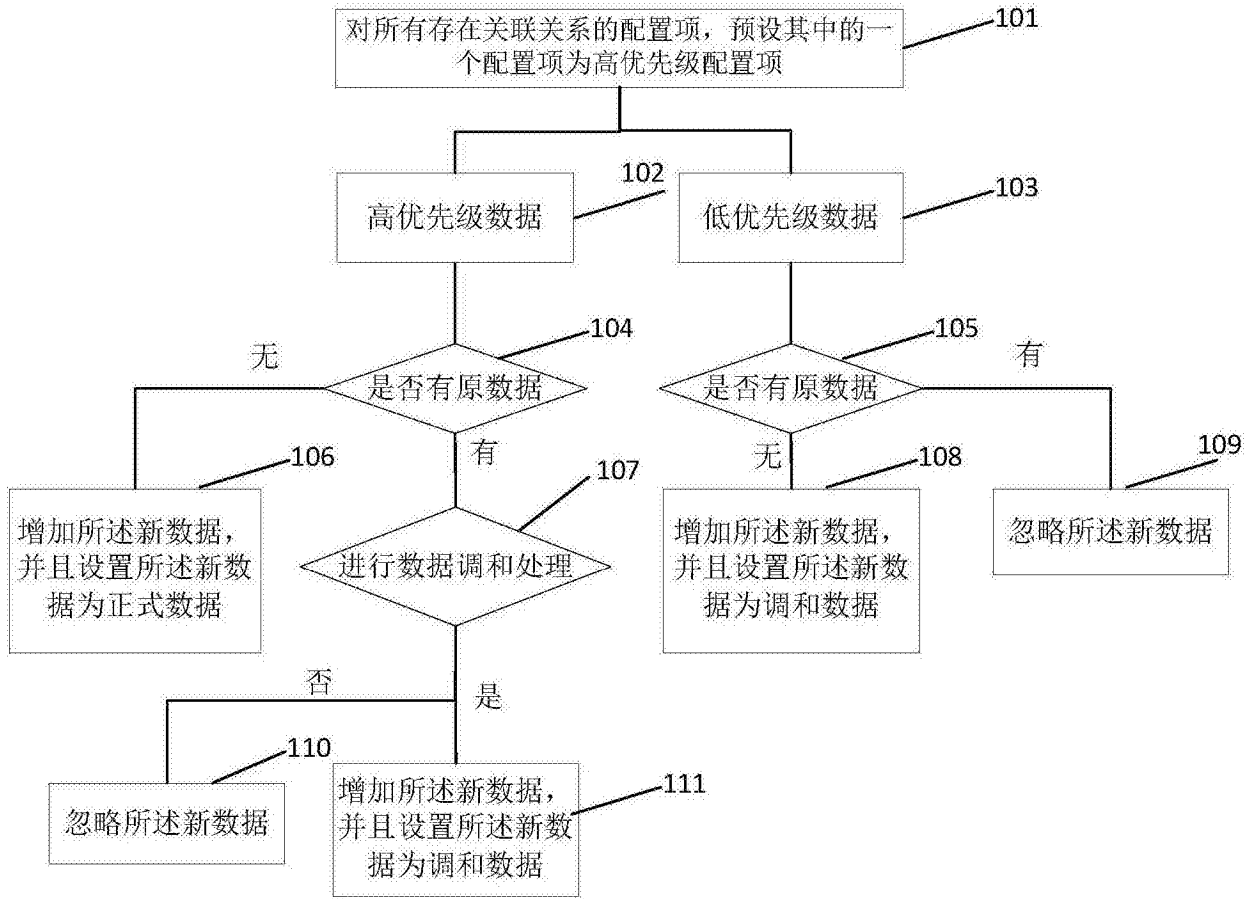 对所有存在关联关系的配置项，预设其中的一
个配置项为高优先级配置项
101
高优先级数据
102
低优先级数据
103
是否有原数据
104
是否有原数据
105
无
有
无
有
增加所述新数据，
并且设置所述新数
据为正式数据
106
进行数据调和处理
107
增加所述新数据，
并且设置所述新数
据为调和数据
108
忽略所述新数据
109
否
是
忽略所述新数据
110
增加所述新数据，
并且设置所述新数
据为调和数据
111